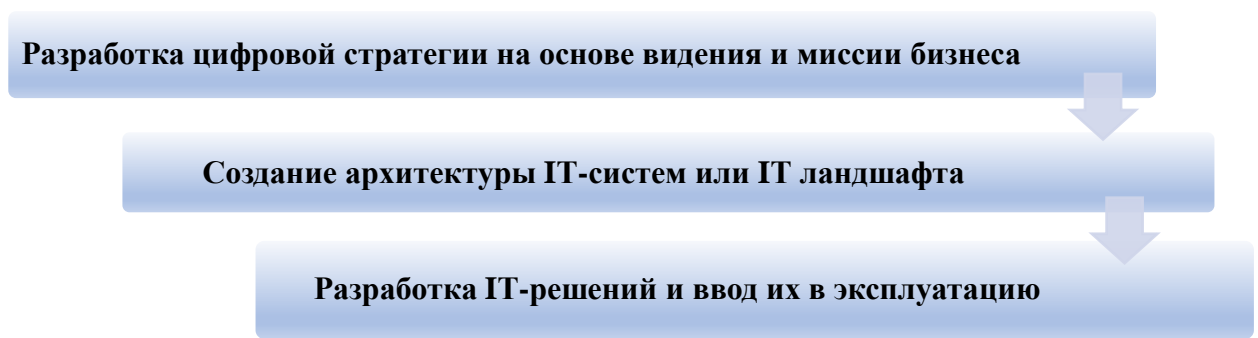 Разработка цифровой стратегии на основе видения и миссии бизнеса
Создание архитектуры IT-систем или IT ландшафта
Разработка IT-решений и ввод их в эксплуатацию